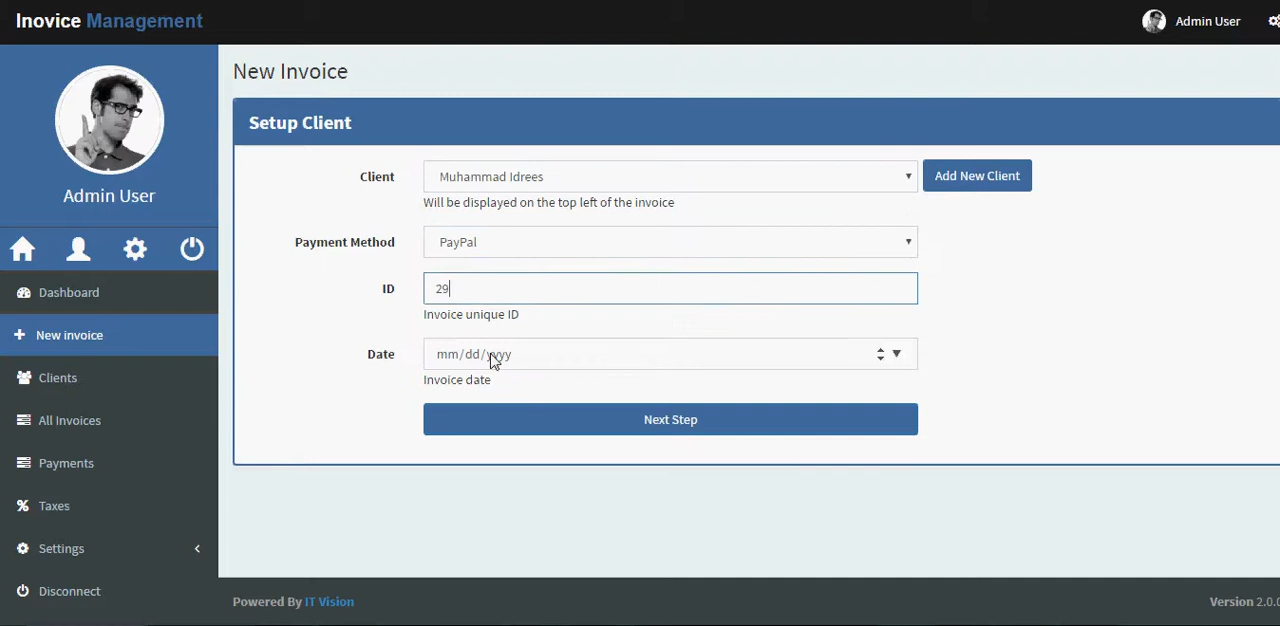 Inovice Management
Admin User
Admin User
Dashboard
New invoice
Clients
All Invoices
Payments
Taxes
Settings
Disconnect
New Invoice
Setup Client
Client
Muhammad Idrees
Add New Client
Will be displayed on the top left of the invoice
Payment Method
PayPal
ID
29
Invoice unique ID
Date
mm/dd/yyyy
Invoice date
Next Step
Powered By IT Vision
Version 2.0.0